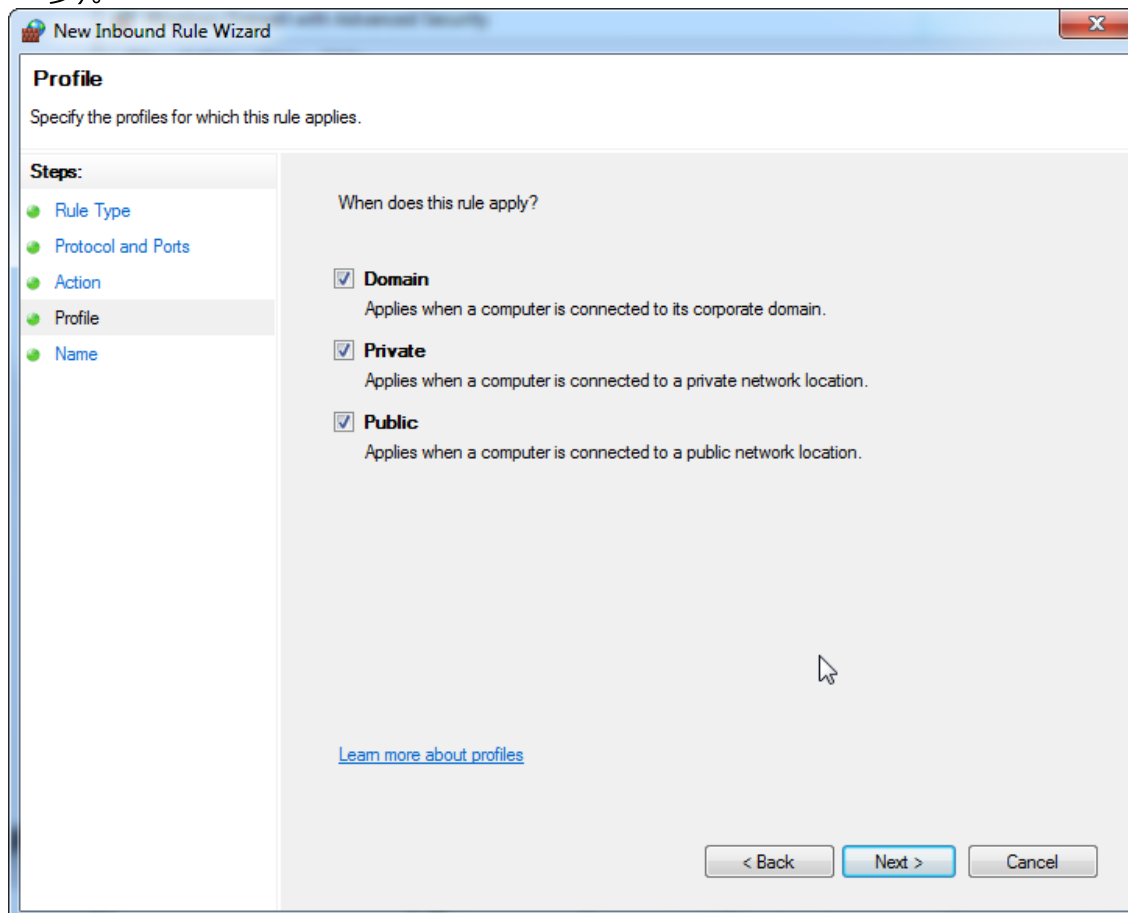 New Inbound Rule Wizard
Profile
Specify the profiles for which this rule applies.
Steps:
Rule Type
Protocol and Ports
Action
Profile
Name
When does this rule apply?
Domain
Applies when a computer is connected to its corporate domain.
Private
Applies when a computer is connected to a private network location.
Public
Applies when a computer is connected to a public network location.
Learn more about profiles
< Back
Next >
Cancel